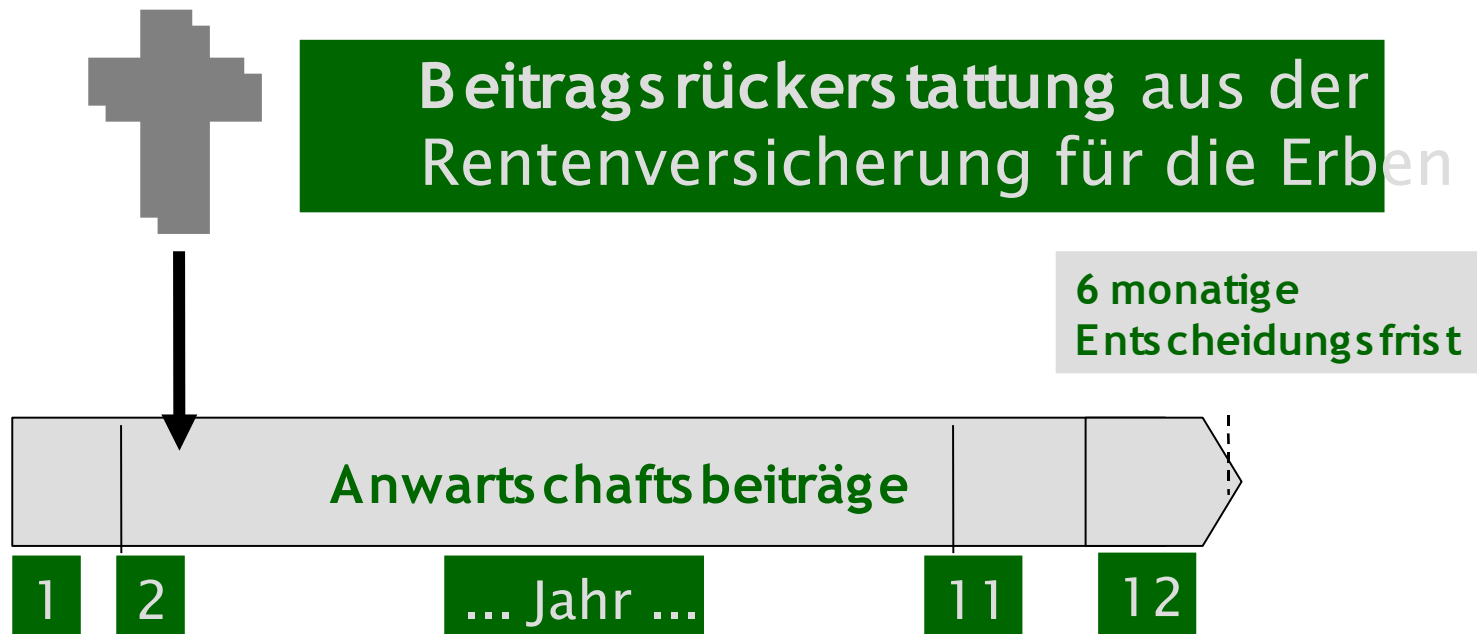 Beitragsrückerstattung aus der
Rentenversicherung für die Erben
6 monatige
Entscheidungsfrist
Anwartschaftsbeiträge
1 2 ... Jahr ... 11 12